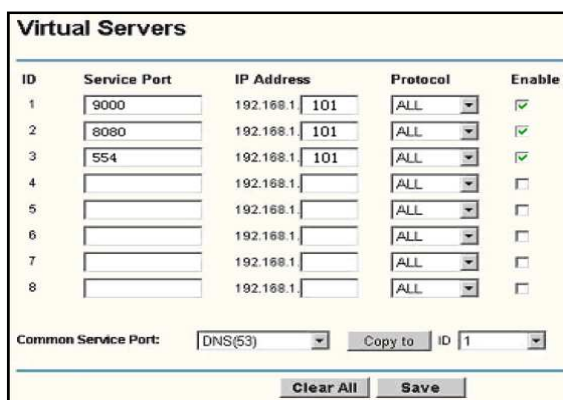 Virtual Servers
ID Service Port IP Address Protocol Enable
1 9000 192.168.1. 101 ALL
2 8080 192.168.1. 101 ALL
3 554 192.168.1. 101 ALL
4 192.168.1. ALL
5 192.168.1. ALL
6 192.168.1. ALL
7 192.168.1. ALL
8 192.168.1. ALL
Common Service Port: DNS(53) Copy to ID 1
Clear All Save